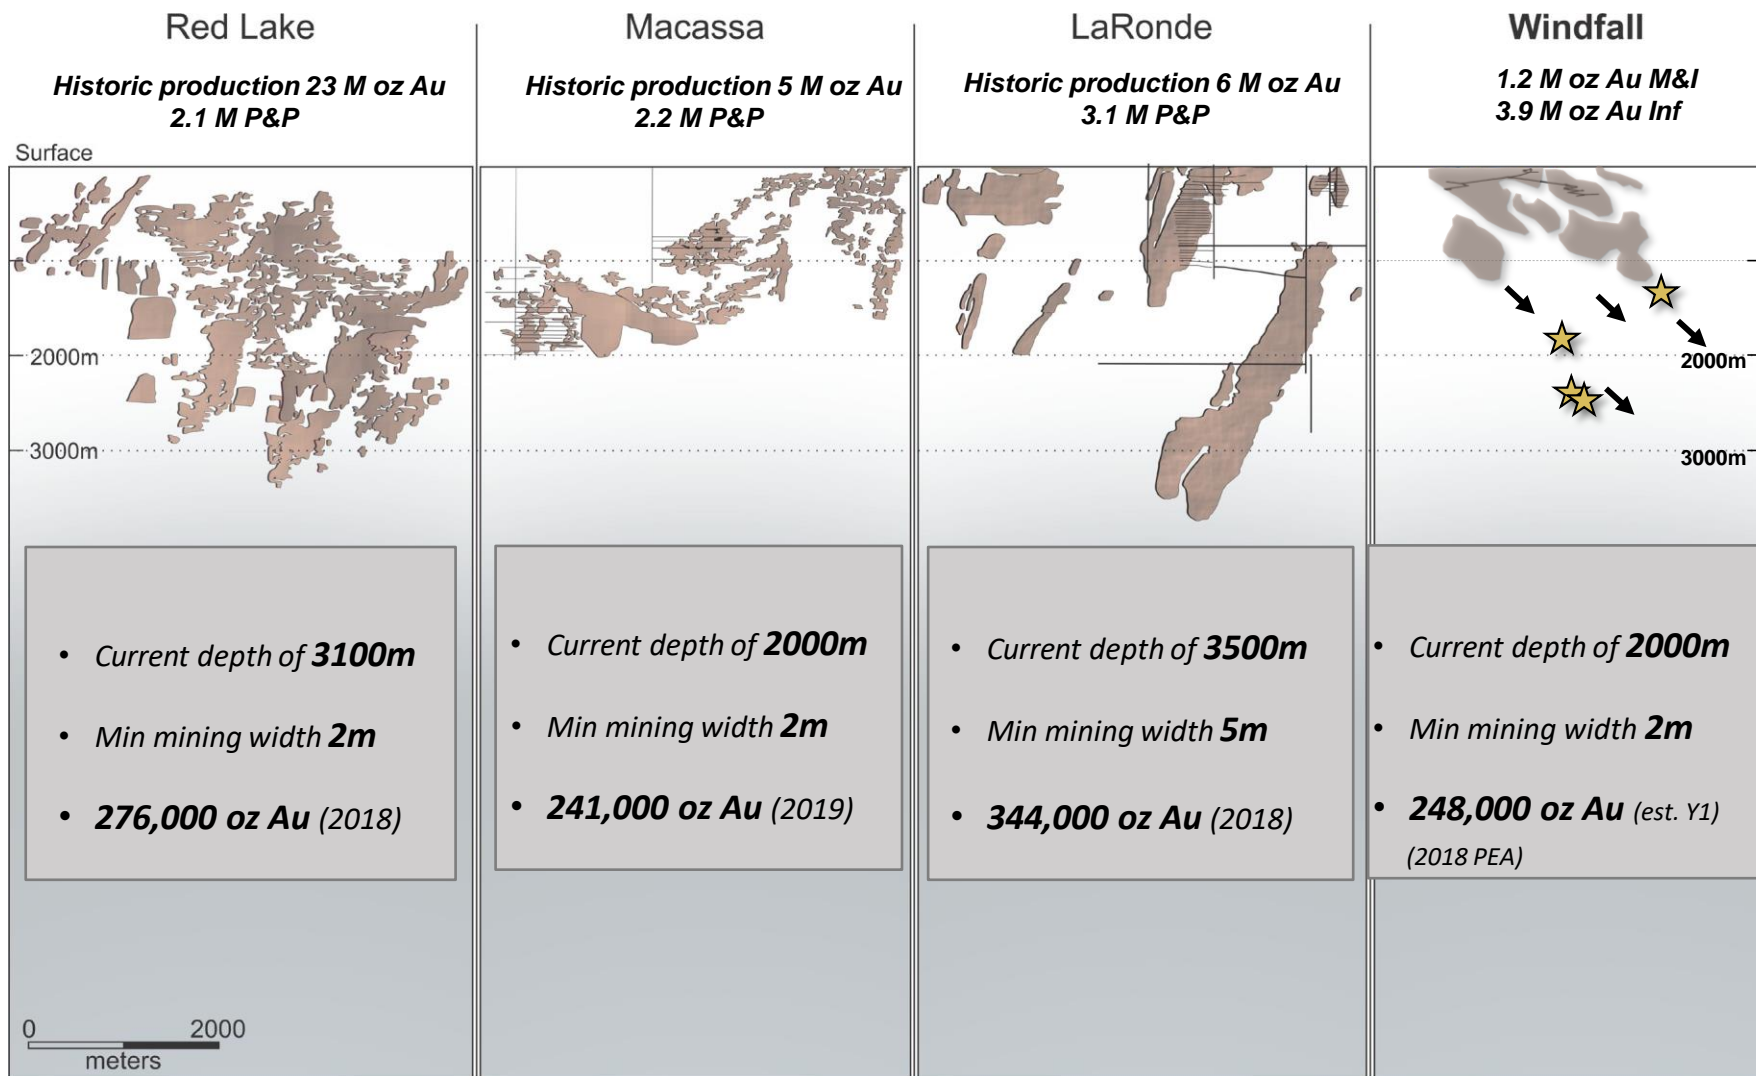 Red Lake
Historic production 23 M oz Au
2.1 M P&P
Macassa
Historic production 5 M oz Au
2.2 M P&P
LaRonde
Historic production 6 M oz Au
3.1 M P&P
Windfall
1.2 M oz Au M&I
3.9 M oz Au Inf
Surface
2000m
3000m
2000m
3000m
• Current depth of 3100m
• Min mining width 2m
• 276,000 oz Au (2018)
• Current depth of 2000m
• Min mining width 2m
• 241,000 oz Au (2019)
• Current depth of 3500m
• Min mining width 5m
• 344,000 oz Au (2018)
• Current depth of 2000m
• Min mining width 2m
• 248,000 oz Au (est. Y1)
(2018 PEA)
0 2000
meters